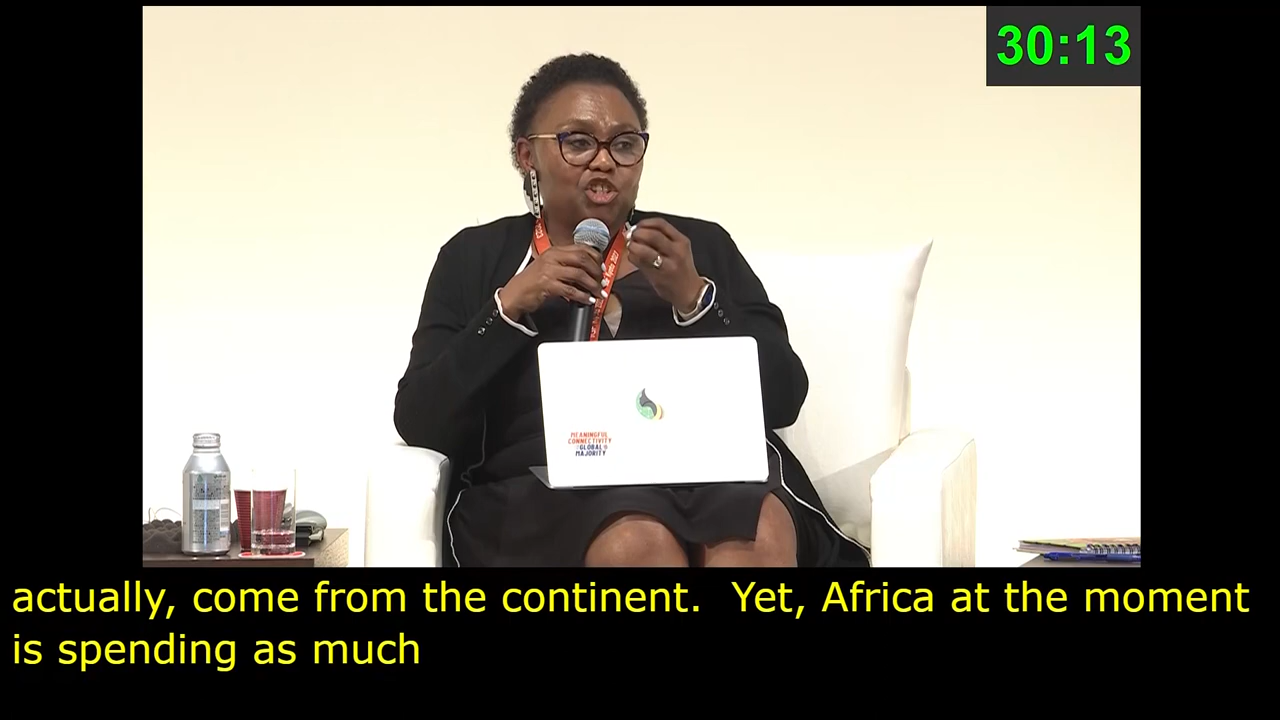 30:13
MEANINGFUL
CONNECTIVITY
GLOBAL
MAJORITY
actually, come from the continent.  Yet, Africa at the moment
is spending as much